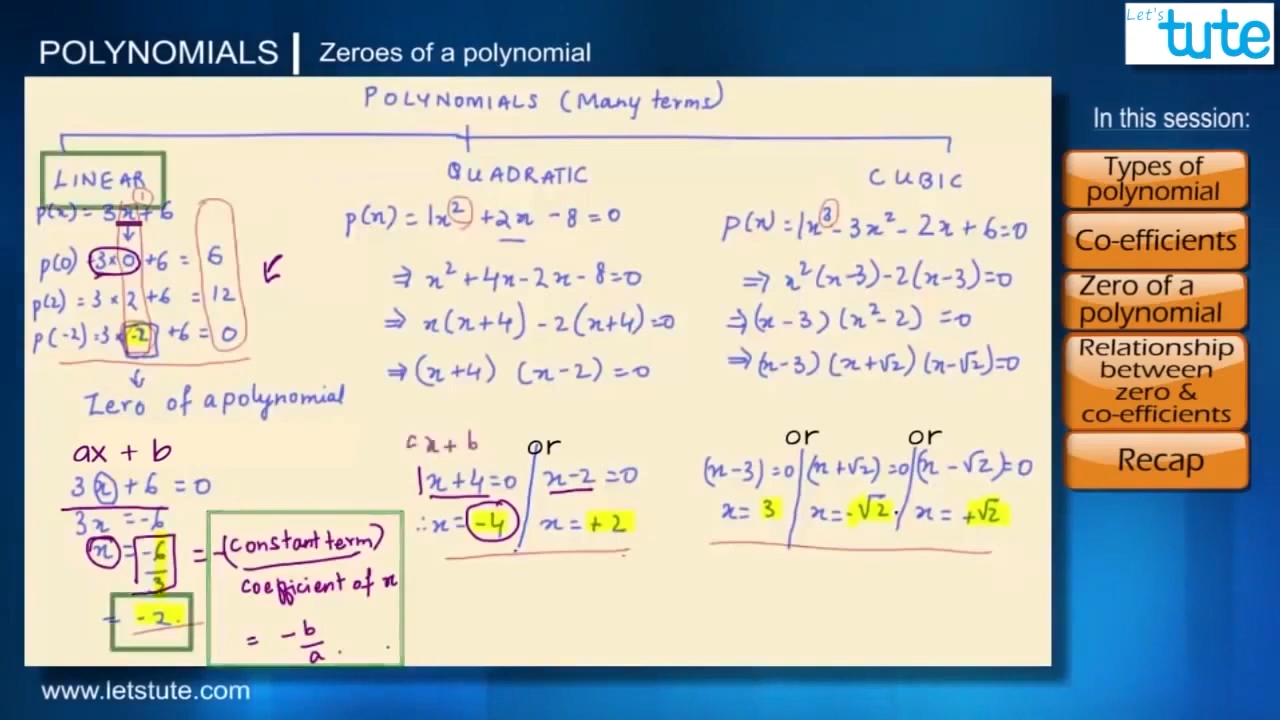 Let's
tute
POLYNOMIALS | Zeroes of a polynomial
POLYNOMIALS (Many terms)
LINEAR
p(x) = 3x¹ + 6
p(0) = 3 × 0 + 6 = 6
p(2) = 3 × 2 + 6 = 12
p(-2) = 3 × -2 + 6 = 0
Zero of a polynomial
ax + b
3x + 6 = 0
3x = -6
x = -6/3 = -(constant term)/coefficient of x
= -2.
= -b/a.
QUADRATIC
p(x) = 1x² + 2x - 8 = 0
⇒ x² + 4x - 2x - 8 = 0
⇒ x(x+4) - 2(x+4) = 0
⇒ (x+4) (x-2) = 0
ax + b or
1x + 4 = 0 / x - 2 = 0
∴ x = -4 / x = +2
CUBIC
P(x) = 1x³ - 3x² - 2x + 6 = 0
⇒ x²(x-3) - 2(x-3) = 0
⇒ (x-3) (x²-2) = 0
⇒ (x-3) (x+√2) (x-√2) = 0
or or
(x-3) = 0 / (x+√2) = 0 / (x-√2) = 0
x = 3 / x = -√2. / x = +√2
In this session:
Types of
polynomial
Co-efficients
Zero of a
polynomial
Relationship
between
zero &
co-efficients
Recap
www.letstute.com